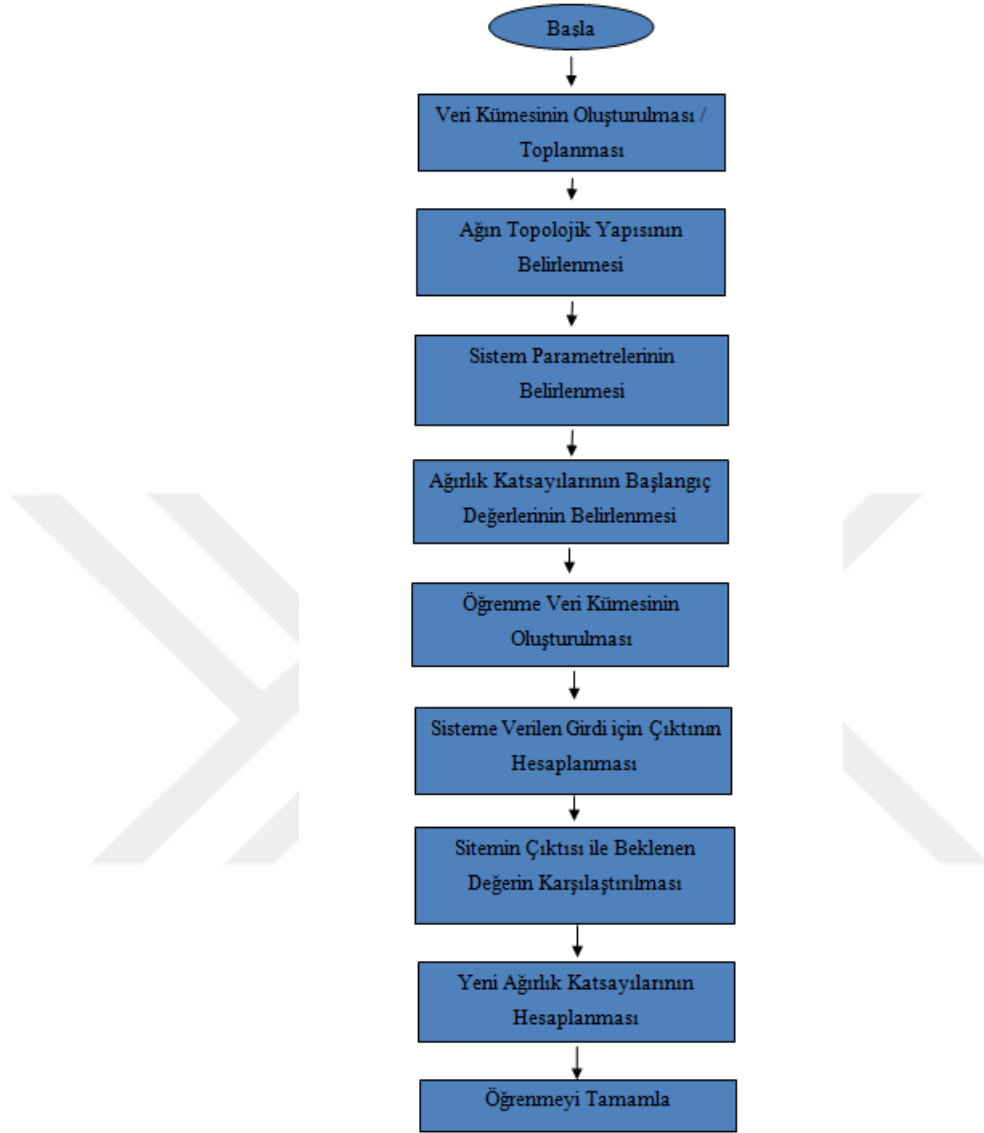 Başla
Veri Kümesinin Oluşturulması /
Toplanması
Ağın Topolojik Yapısının
Belirlenmesi
Sistem Parametrelerinin
Belirlenmesi
Ağırlık Katsayılarının Başlangıç
Değerlerinin Belirlenmesi
Öğrenme Veri Kümesinin
Oluşturulması
Sisteme Verilen Girdi için Çıktının
Hesaplanması
Sitemin Çıktısı ile Beklenen
Değerin Karşılaştırılması
Yeni Ağırlık Katsayılarının
Hesaplanması
Öğrenmeyi Tamamla